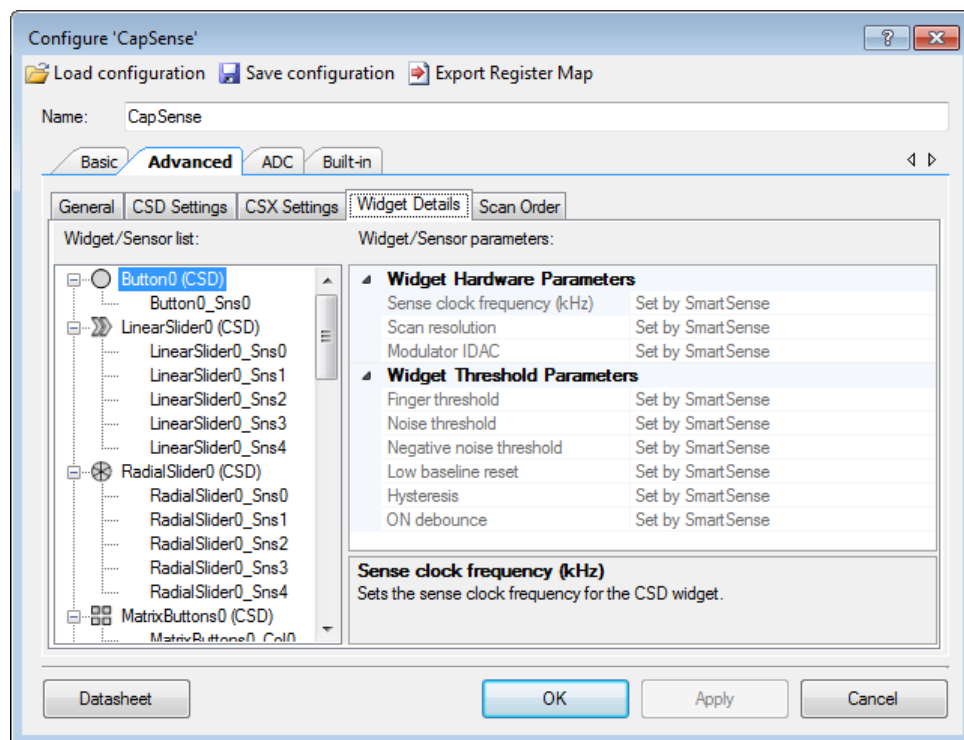 Configure 'CapSense'
Load configuration Save configuration Export Register Map
Name: CapSense
Basic Advanced ADC Built-in
General CSD Settings CSX Settings Widget Details Scan Order
Widget/Sensor list:
Button0 (CSD)
Button0_Sns0
LinearSlider0 (CSD)
LinearSlider0_Sns0
LinearSlider0_Sns1
LinearSlider0_Sns2
LinearSlider0_Sns3
LinearSlider0_Sns4
RadialSlider0 (CSD)
RadialSlider0_Sns0
RadialSlider0_Sns1
RadialSlider0_Sns2
RadialSlider0_Sns3
RadialSlider0_Sns4
MatrixButtons0 (CSD)
MatrixButtons0_Col0
Widget/Sensor parameters:
Widget Hardware Parameters
Sense clock frequency (kHz) Set by SmartSense
Scan resolution Set by SmartSense
Modulator IDAC Set by SmartSense
Widget Threshold Parameters
Finger threshold Set by SmartSense
Noise threshold Set by SmartSense
Negative noise threshold Set by SmartSense
Low baseline reset Set by SmartSense
Hysteresis Set by SmartSense
ON debounce Set by SmartSense
Sense clock frequency (kHz)
Sets the sense clock frequency for the CSD widget.
Datasheet OK Apply Cancel